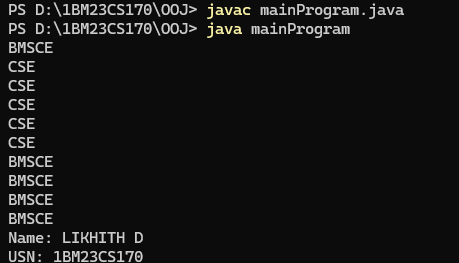 PS D:\1BM23CS170\OOJ> javac mainProgram.java
PS D:\1BM23CS170\OOJ> java mainProgram
BMSCE
CSE
CSE
CSE
CSE
CSE
BMSCE
BMSCE
BMSCE
BMSCE
Name: LIKHITH D
USN: 1BM23CS170